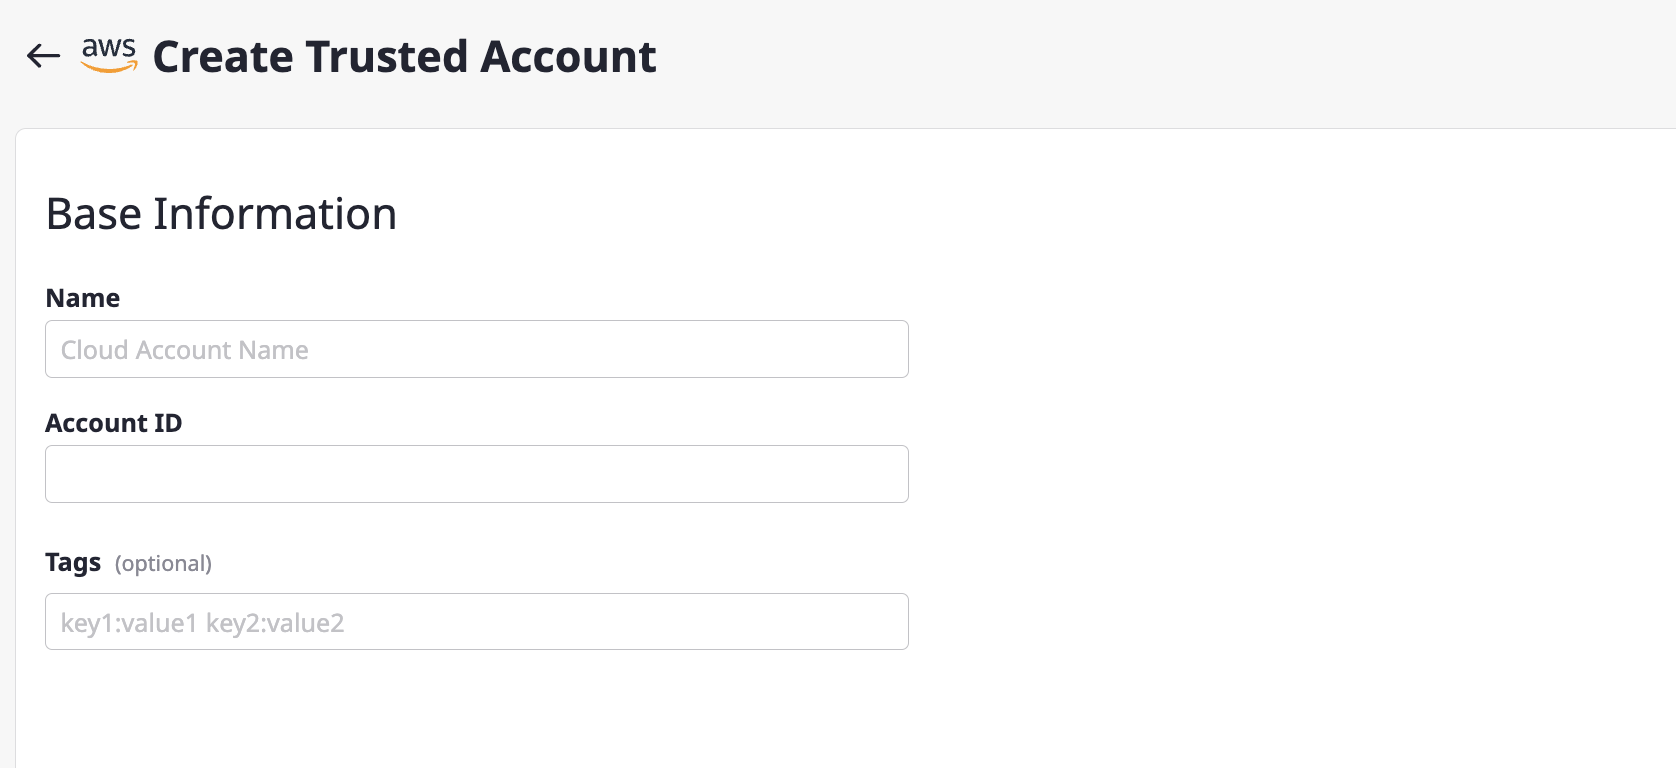 aws Create Trusted Account
Base Information
Name
Cloud Account Name
Account ID
Tags (optional)
key1:value1 key2:value2